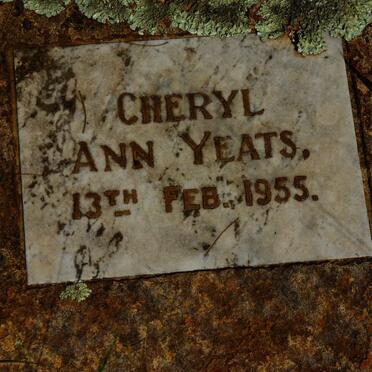 CHERYL
ANN YEATS,
13TH FEB. 1955.